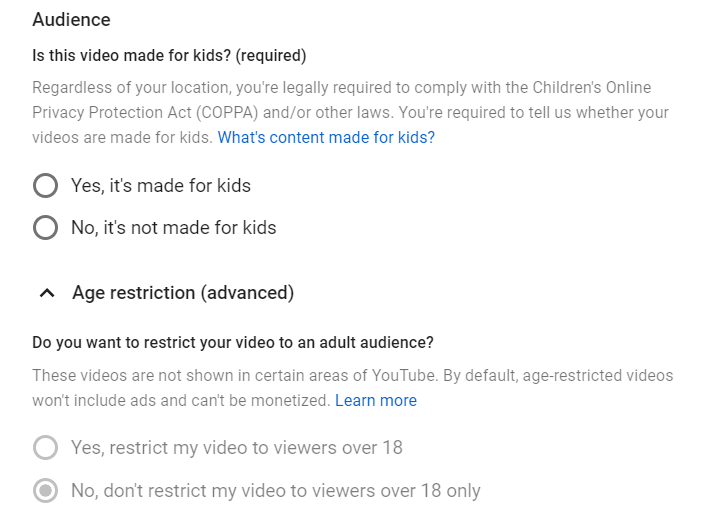 Audience
Is this video made for kids? (required)
Regardless of your location, you're legally required to comply with the Children's Online
Privacy Protection Act (COPPA) and/or other laws. You're required to tell us whether your
videos are made for kids. What's content made for kids?
Yes, it's made for kids
No, it's not made for kids
Age restriction (advanced)
Do you want to restrict your video to an adult audience?
These videos are not shown in certain areas of YouTube. By default, age-restricted videos
won't include ads and can't be monetized. Learn more
Yes, restrict my video to viewers over 18
No, don't restrict my video to viewers over 18 only